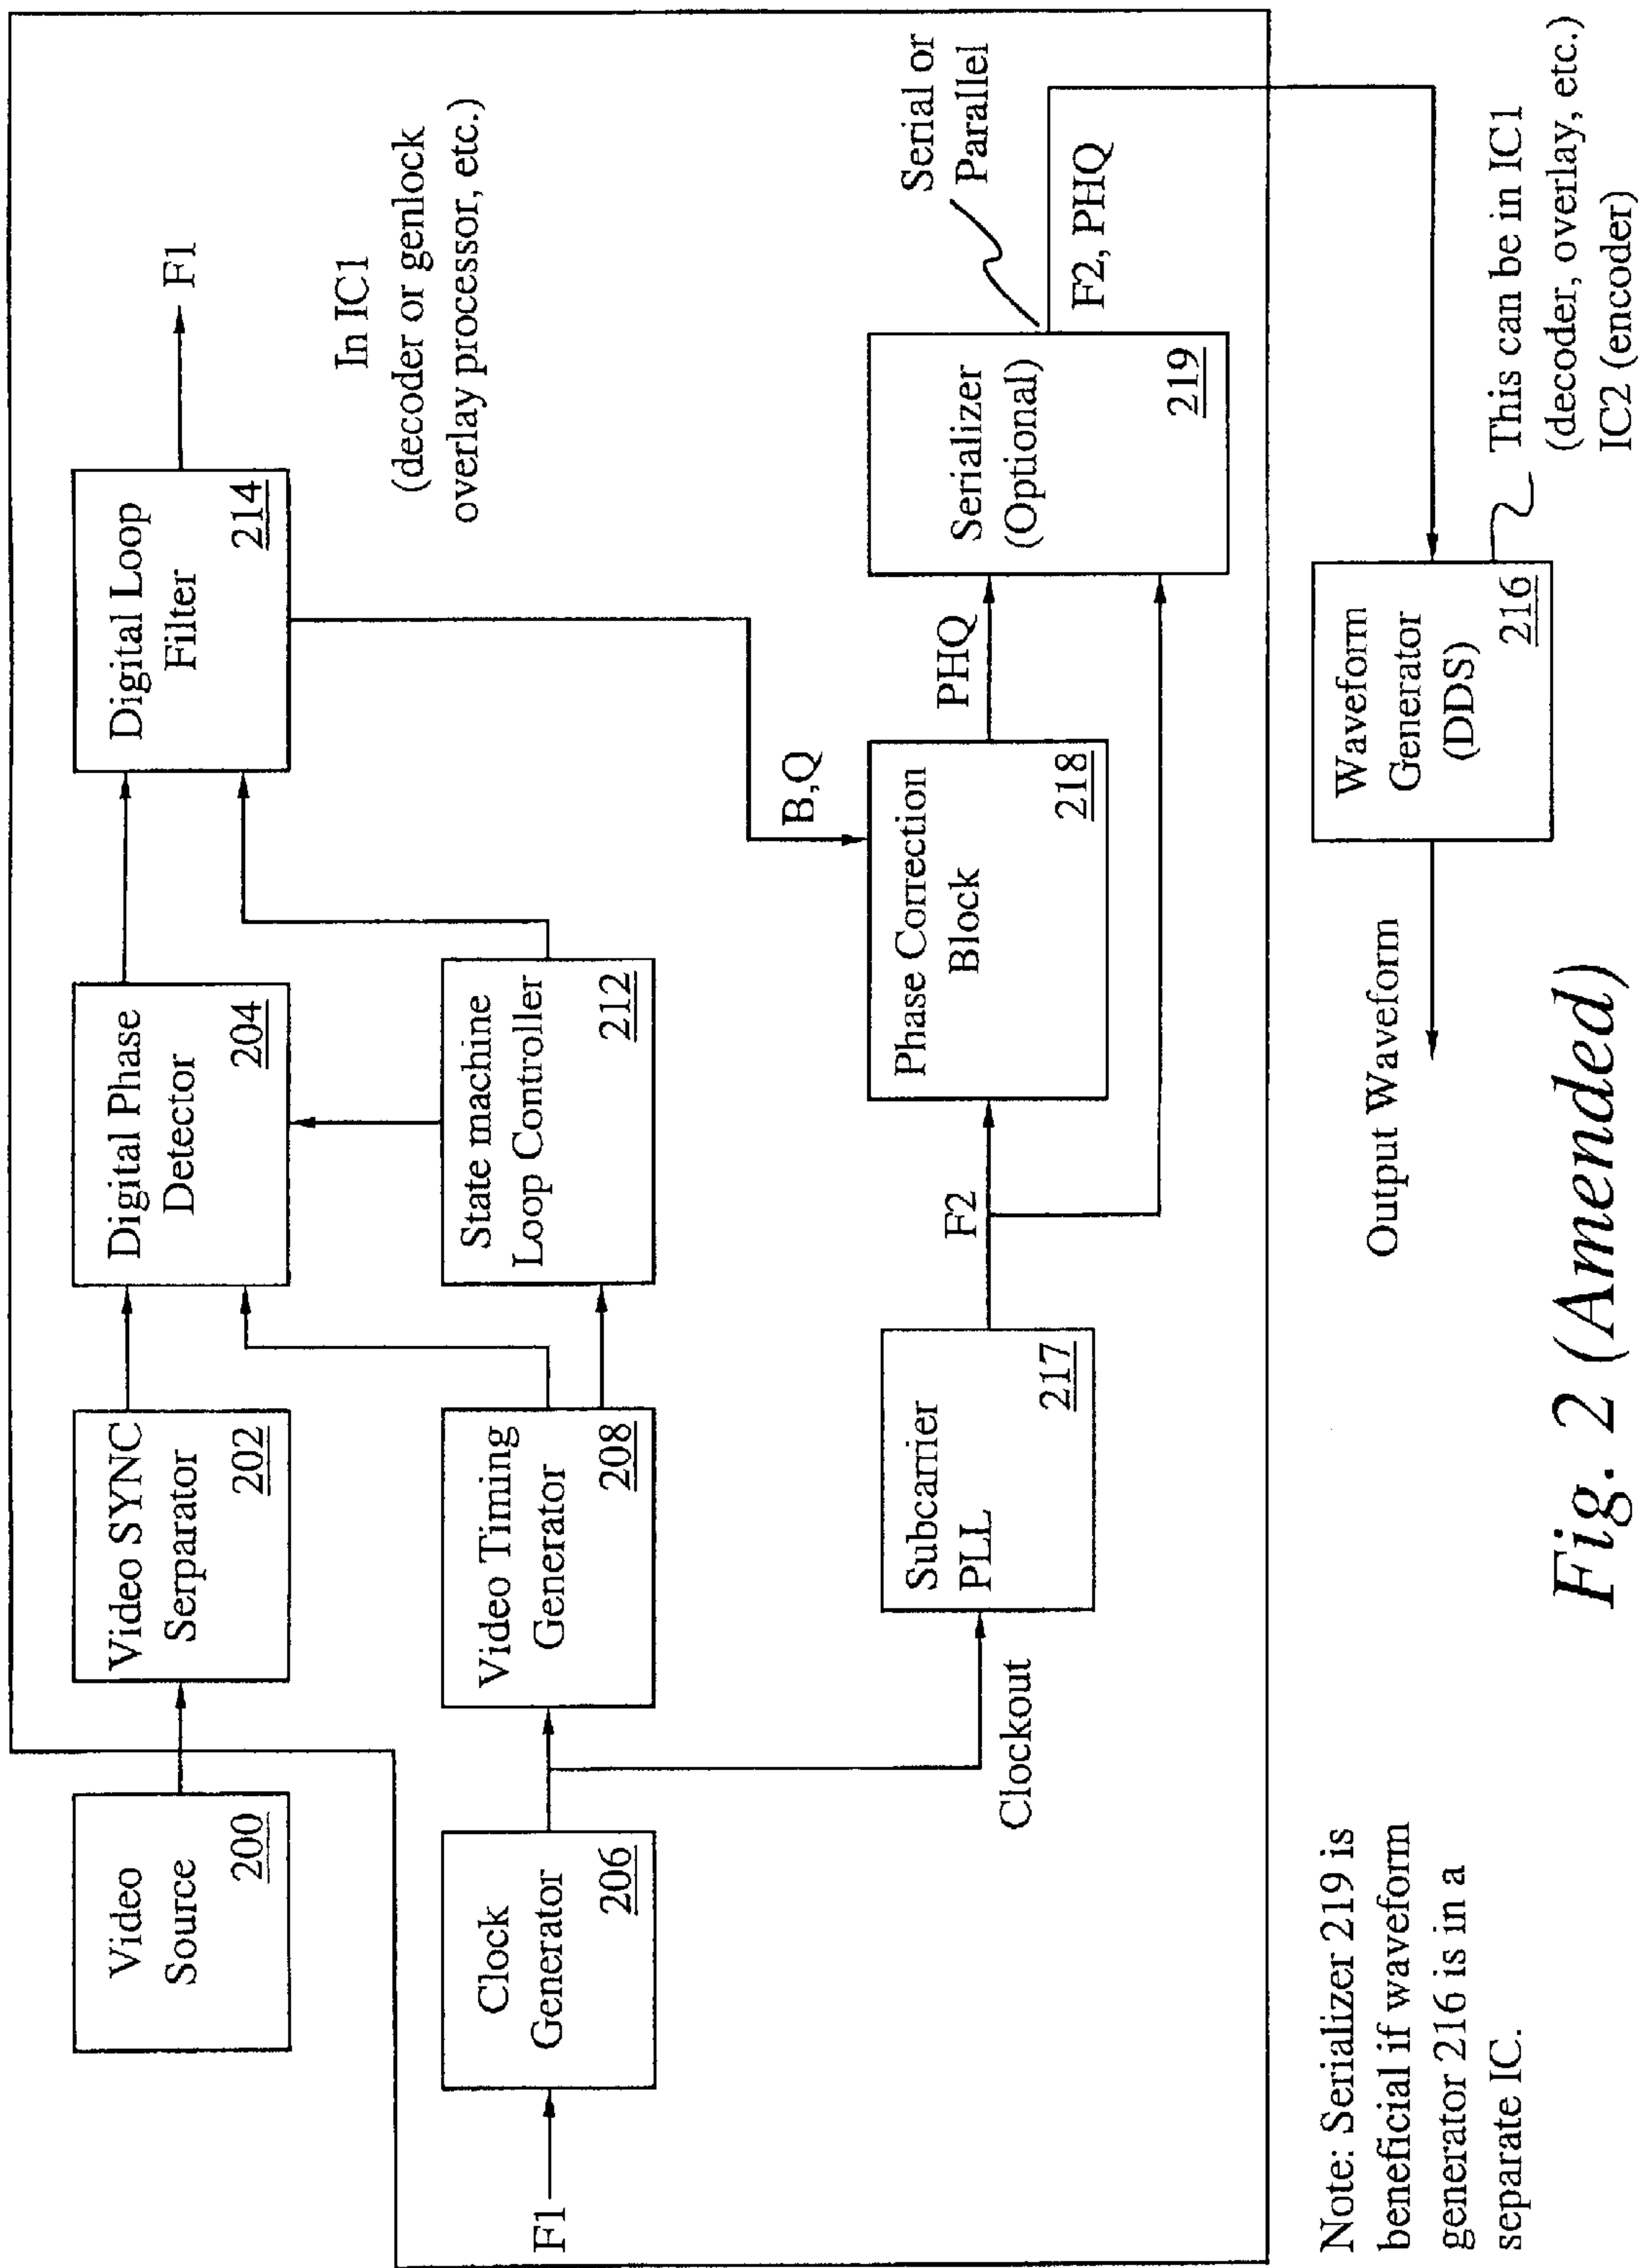 Video
Source
200
Video SYNC
Serparator
202
Digital Phase
Detector
204
Digital Loop
Filter
214
F1
In IC1
(decoder or genlock
overlay processor, etc.)
F1
Clock
Generator
206
Video Timing
Generator
208
State machine
Loop Controller
212
B,Q
Clockout
Subcarrier
PLL
217
F2
Phase Correction
Block
218
PHQ
Serializer
(Optional)
219
Serial or
Parallel
F2, PHQ
Note: Serializer 219 is
beneficial if waveform
generator 216 is in a
separate IC.
Output Waveform
Waveform
Generator
(DDS)
216
This can be in IC1
(decoder, overlay, etc.)
IC2 (encoder)
Fig. 2 (Amended)